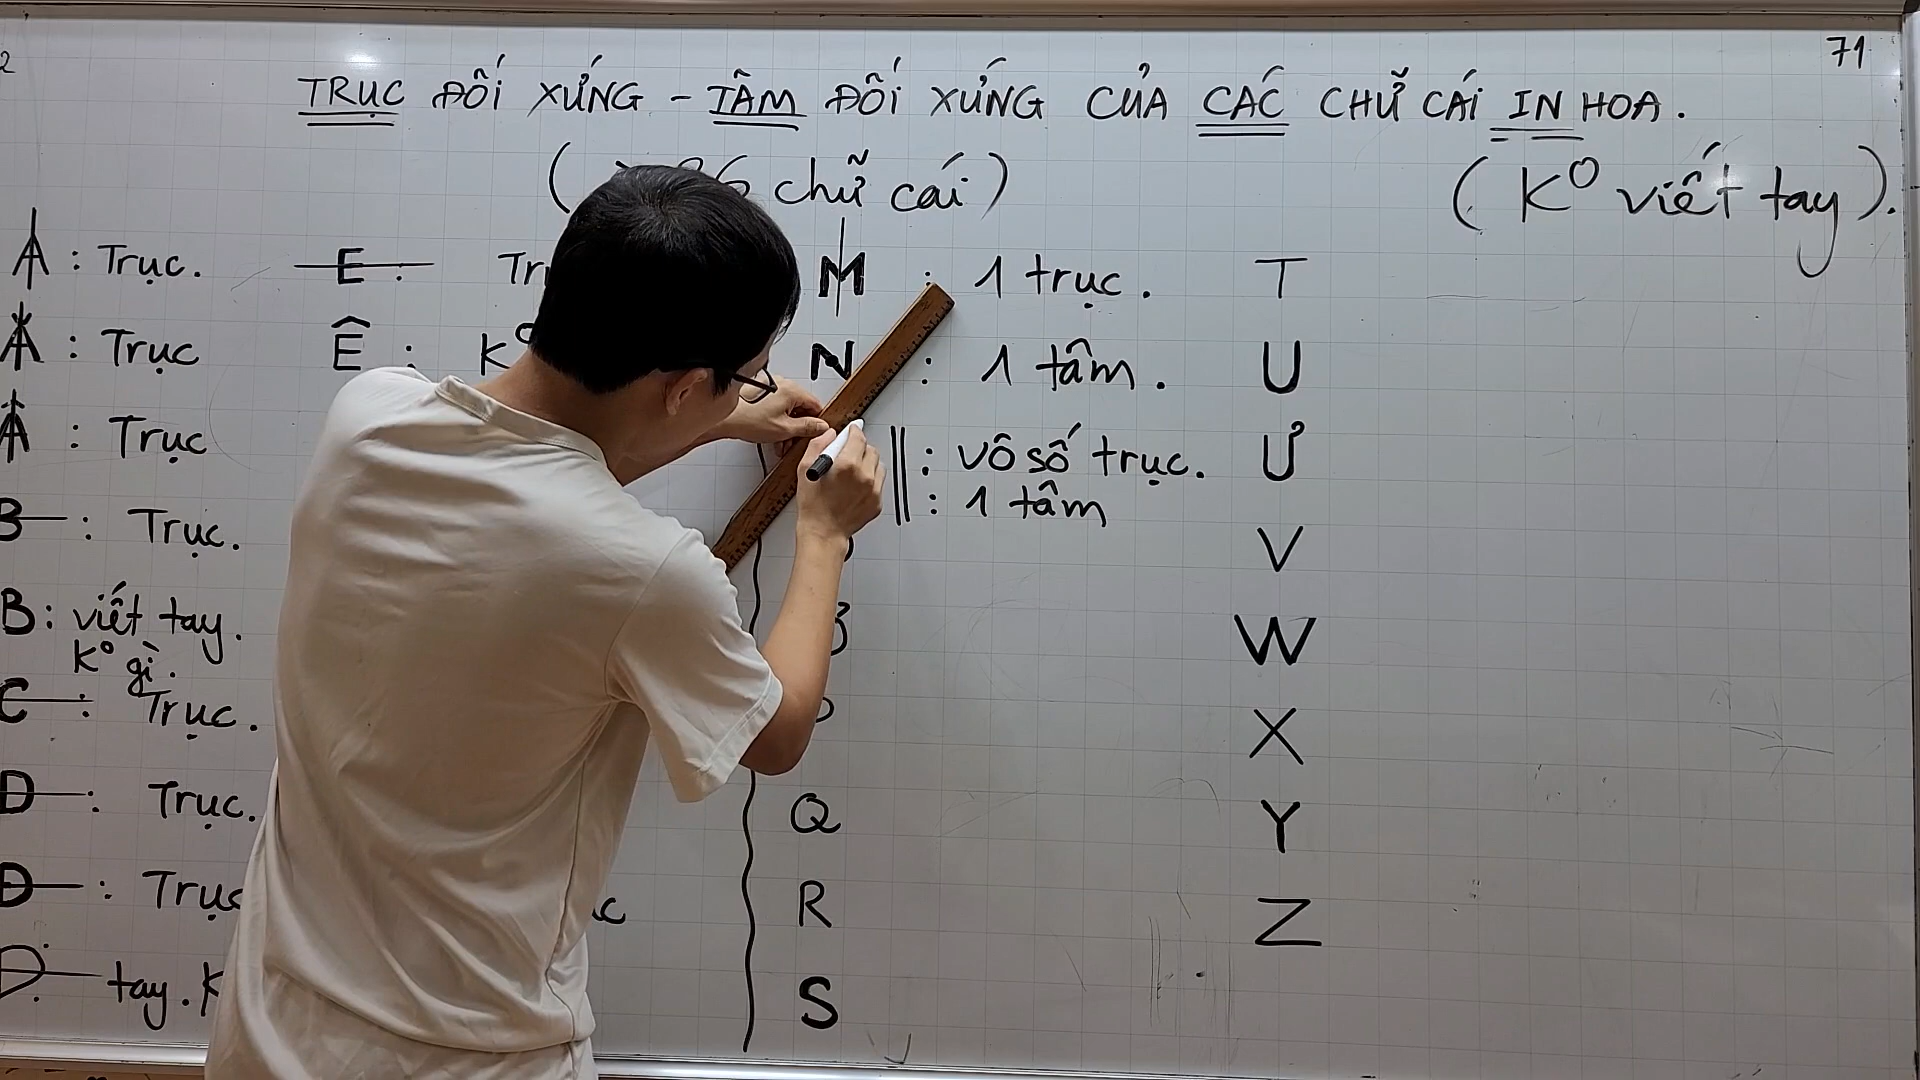 2
71
TRỤC ĐỐI XỨNG - TÂM ĐỐI XỨNG CỦA CÁC CHỮ CÁI IN HOA.
( chữ cái)
(K⁰ viết tay).
A : Trục.
Â : Trục
: Trục
B : Trục.
B : viết tay.
K⁰ gì.
C : Trục.
D : Trục.
Đ : Trục
D. tay. K
E :
Ê : K⁰
M : 1 trục.
N : 1 tâm.
: vô số trục.
: 1 tâm
Q
R
S
T
U
Ư
V
W
X
Y
Z